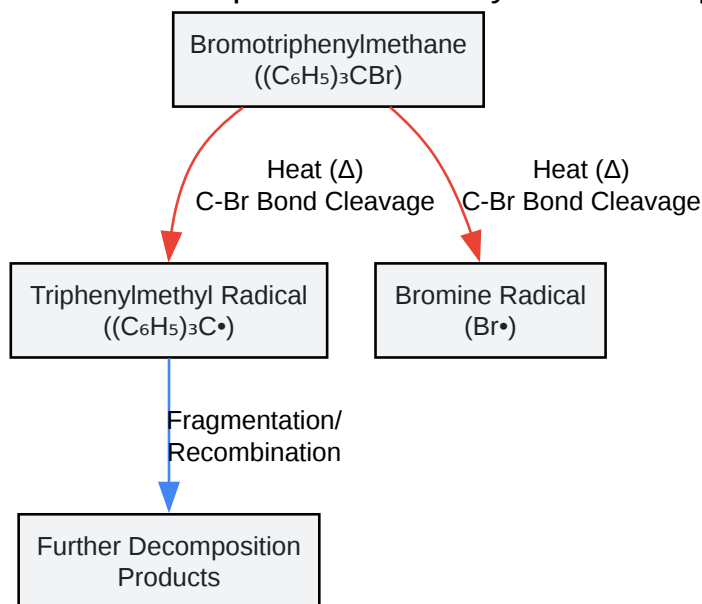 Bromotriphenylmethane
((C₆H₅)₃CBr)
Heat (Δ)
C-Br Bond Cleavage
Heat (Δ)
C-Br Bond Cleavage
Triphenylmethyl Radical
((C₆H₅)₃C•)
Bromine Radical
(Br•)
Fragmentation/
Recombination
Further Decomposition
Products